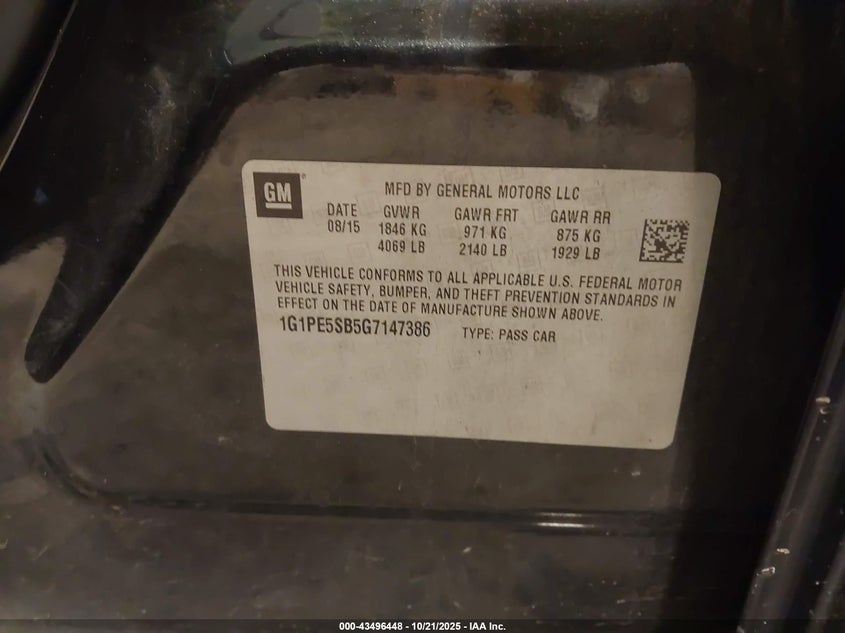 GM
MFD BY GENERAL MOTORS LLC
DATE GVWR GAWR FRT GAWR RR
08/15 1846 KG 971 KG 875 KG
4069 LB 2140 LB 1929 LB
THIS VEHICLE CONFORMS TO ALL APPLICABLE U.S. FEDERAL MOTOR
VEHICLE SAFETY, BUMPER, AND THEFT PREVENTION STANDARDS IN
EFFECT ON THE DATE OF MANUFACTURE SHOWN ABOVE.
1G1PE5SB5G7147386 TYPE: PASS CAR
000-43496448 - 10/21/2025 - IAA Inc.